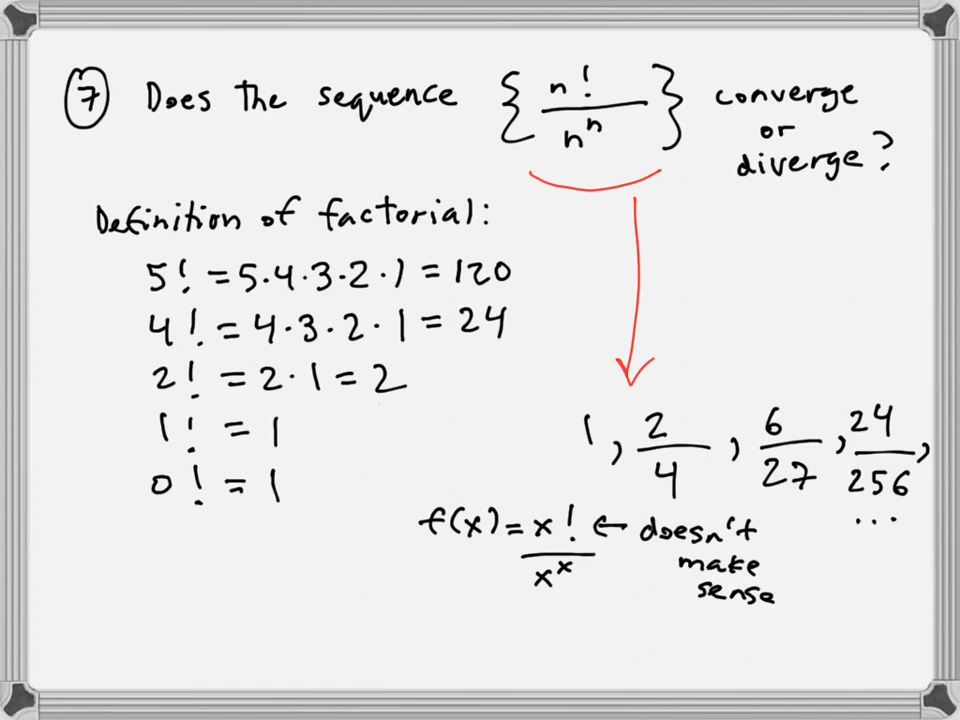 7 Does the sequence { n! / n^n } converge
or
diverge?
Definition of factorial:
5! = 5·4·3·2·1 = 120
4! = 4·3·2·1 = 24
2! = 2·1 = 2
1! = 1
0! = 1
1, 2/4, 6/27, 24/256,
...
f(x) = x! / x^x ← doesn't
make
sense